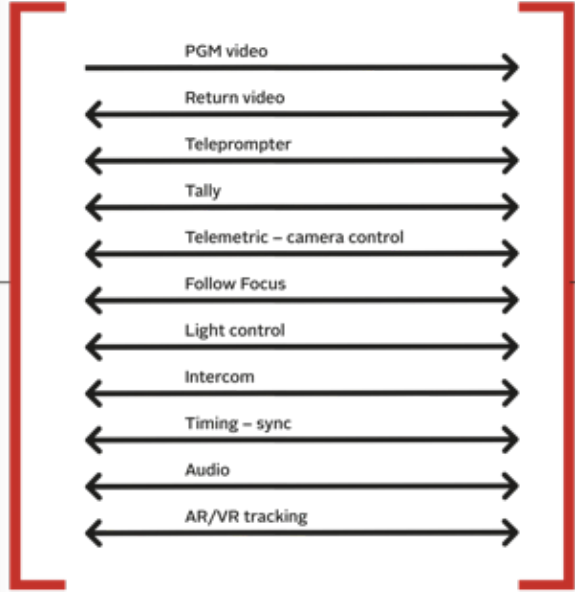 PGM video
Return video
Teleprompter
Tally
Telemetric – camera control
Follow Focus
Light control
Intercom
Timing – sync
Audio
AR/VR tracking